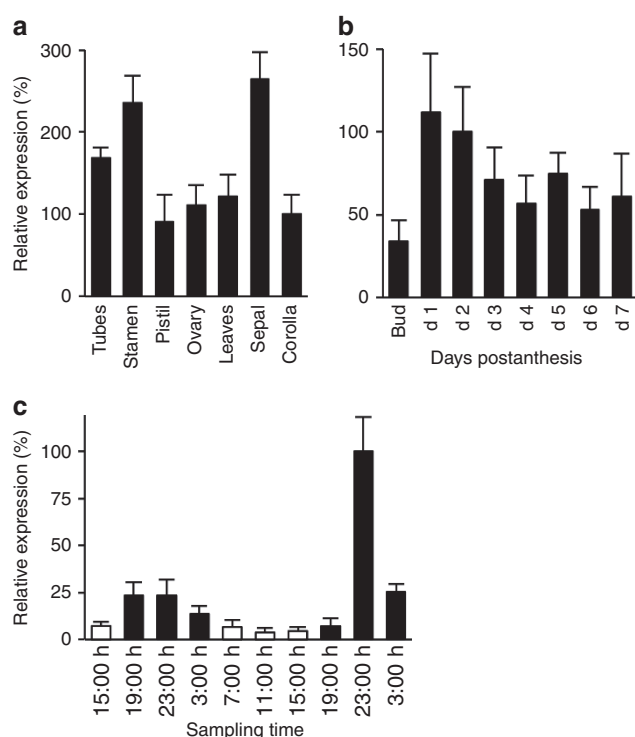 a
Relative expression (%)
300
200
100
0
Tubes
Stamen
Pistil
Ovary
Leaves
Sepal
Corolla
b
150
100
50
0
Bud
d 1
d 2
d 3
d 4
d 5
d 6
d 7
Days postanthesis
c
Relative expression (%)
100
75
50
25
0
15:00 h
19:00 h
23:00 h
3:00 h
7:00 h
11:00 h
15:00 h
19:00 h
23:00 h
3:00 h
Sampling time